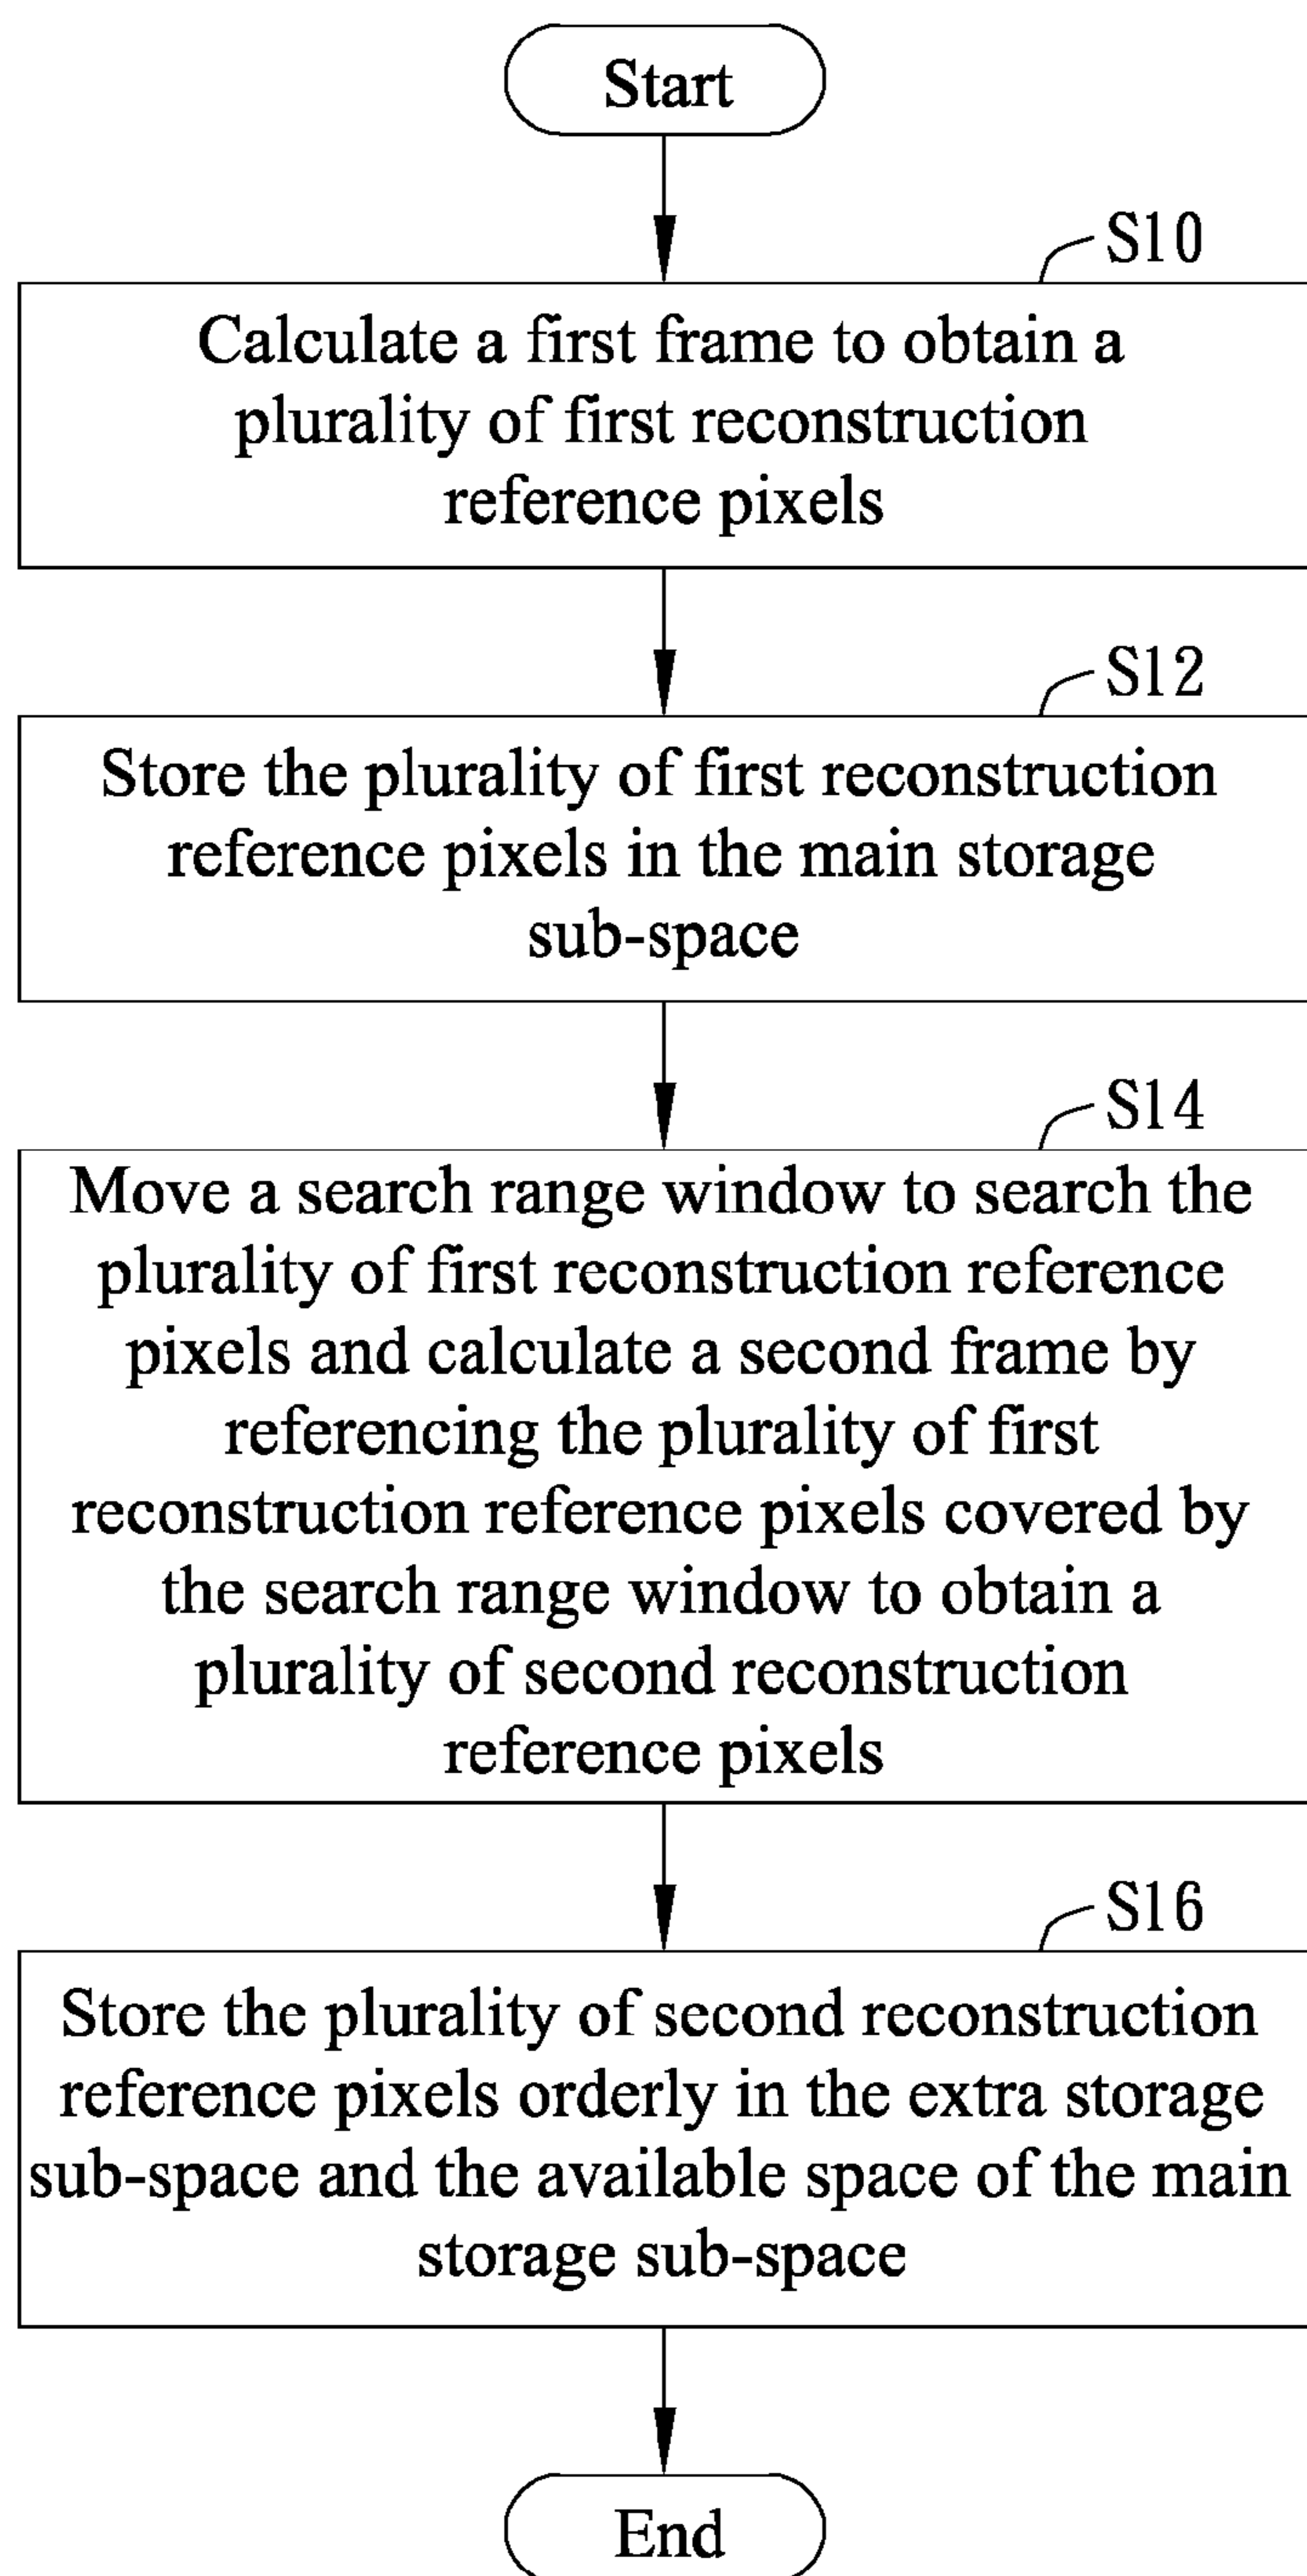 Start
S10
Calculate a first frame to obtain a
plurality of first reconstruction
reference pixels
S12
Store the plurality of first reconstruction
reference pixels in the main storage
sub-space
S14
Move a search range window to search the
plurality of first reconstruction reference
pixels and calculate a second frame by
referencing the plurality of first
reconstruction reference pixels covered by
the search range window to obtain a
plurality of second reconstruction
reference pixels
S16
Store the plurality of second reconstruction
reference pixels orderly in the extra storage
sub-space and the available space of the main
storage sub-space
End